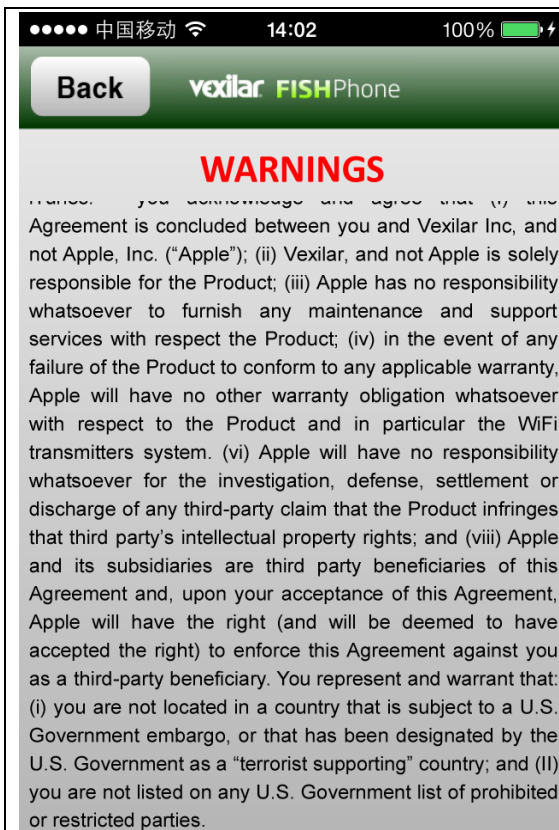 ●●●●● 中国移动 14:02 100%
Back vexilar FISHPhone
WARNINGS
iTunes: you acknowledge and agree that (i) this
Agreement is concluded between you and Vexilar Inc, and
not Apple, Inc. (“Apple”); (ii) Vexilar, and not Apple is solely
responsible for the Product; (iii) Apple has no responsibility
whatsoever to furnish any maintenance and support
services with respect the Product; (iv) in the event of any
failure of the Product to conform to any applicable warranty,
Apple will have no other warranty obligation whatsoever
with respect to the Product and in particular the WiFi
transmitters system. (vi) Apple will have no responsibility
whatsoever for the investigation, defense, settlement or
discharge of any third-party claim that the Product infringes
that third party’s intellectual property rights; and (viii) Apple
and its subsidiaries are third party beneficiaries of this
Agreement and, upon your acceptance of this Agreement,
Apple will have the right (and will be deemed to have
accepted the right) to enforce this Agreement against you
as a third-party beneficiary. You represent and warrant that:
(i) you are not located in a country that is subject to a U.S.
Government embargo, or that has been designated by the
U.S. Government as a “terrorist supporting” country; and (II)
you are not listed on any U.S. Government list of prohibited
or restricted parties.